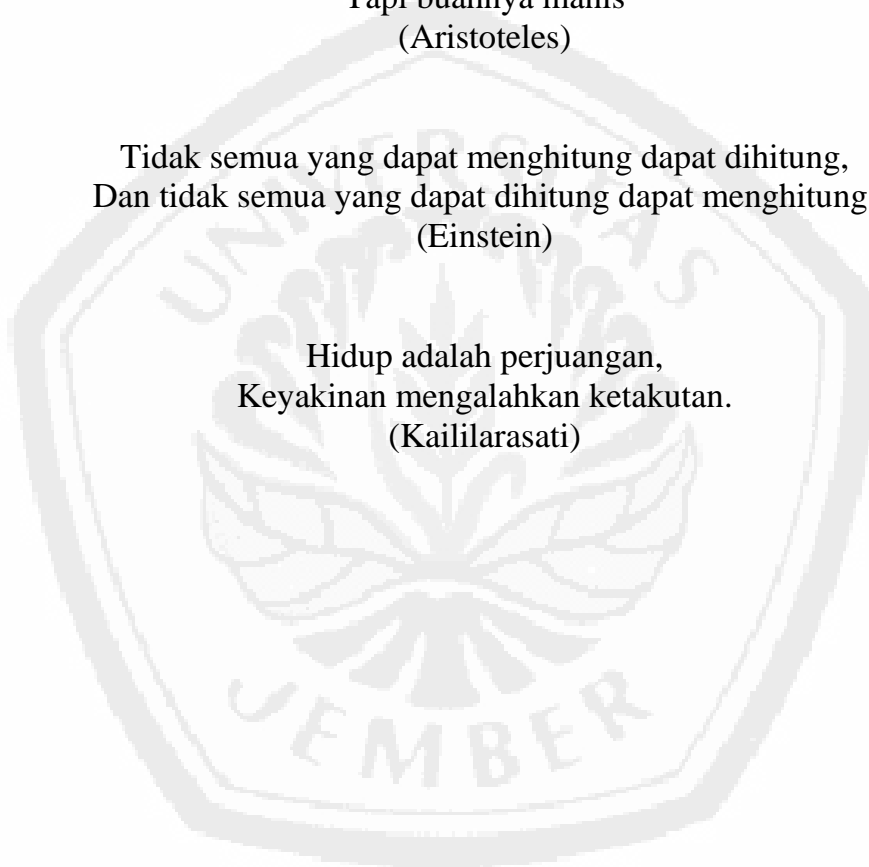 Tapi buahnya manis
(Aristoteles)
Tidak semua yang dapat menghitung dapat dihitung,
Dan tidak semua yang dapat dihitung dapat menghitung
(Einstein)
Hidup adalah perjuangan,
Keyakinan mengalahkan ketakutan.
(Kaililarasati)
UNIVERSITAS
JEMBER